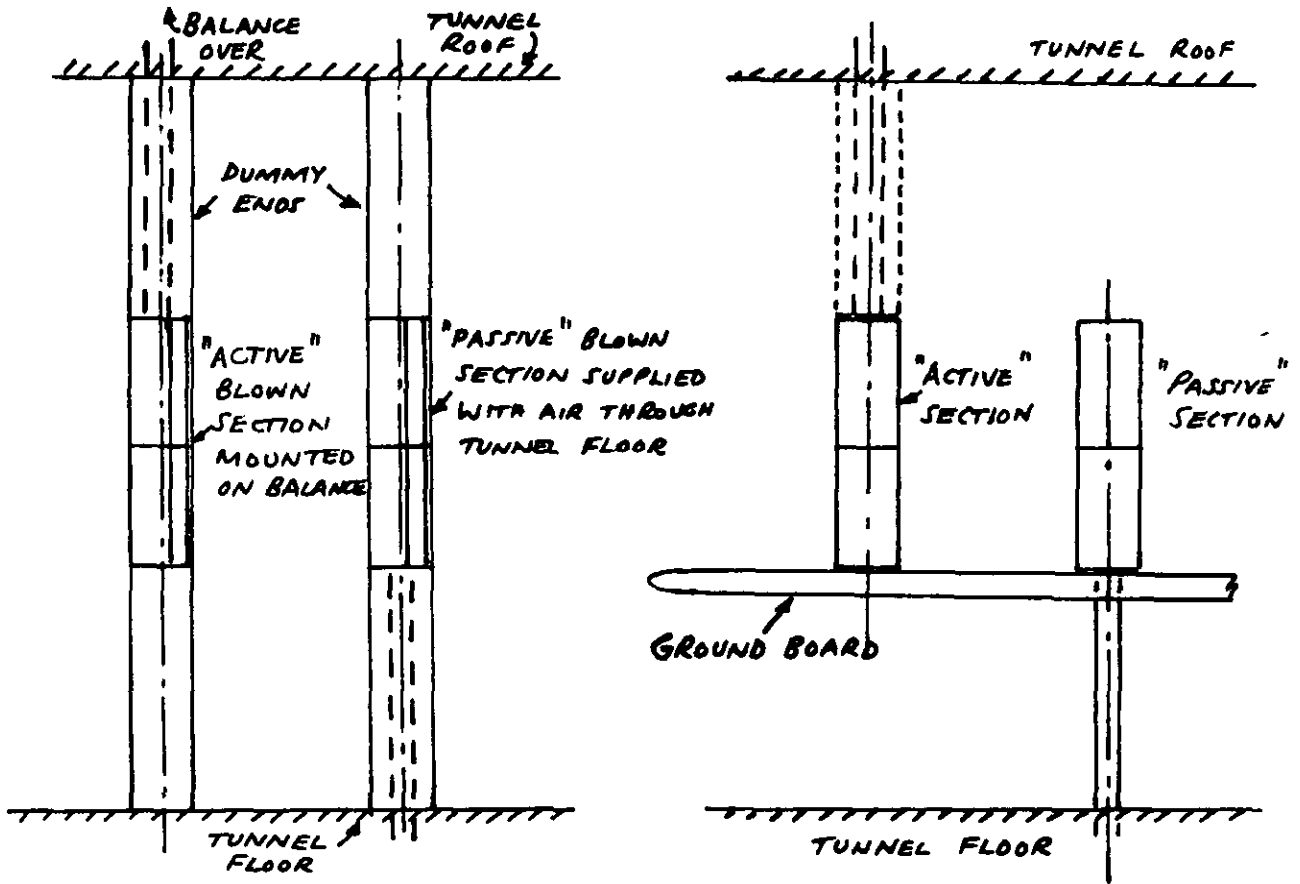 BALANCE
OVER
TUNNEL
ROOF
DUMMY
ENDS
"ACTIVE"
BLOWN
SECTION
MOUNTED
ON BALANCE
"PASSIVE" BLOWN
SECTION SUPPLIED
WITH AIR THROUGH
TUNNEL FLOOR
TUNNEL
FLOOR
TUNNEL ROOF
"ACTIVE"
SECTION
"PASSIVE"
SECTION
GROUND BOARD
TUNNEL FLOOR